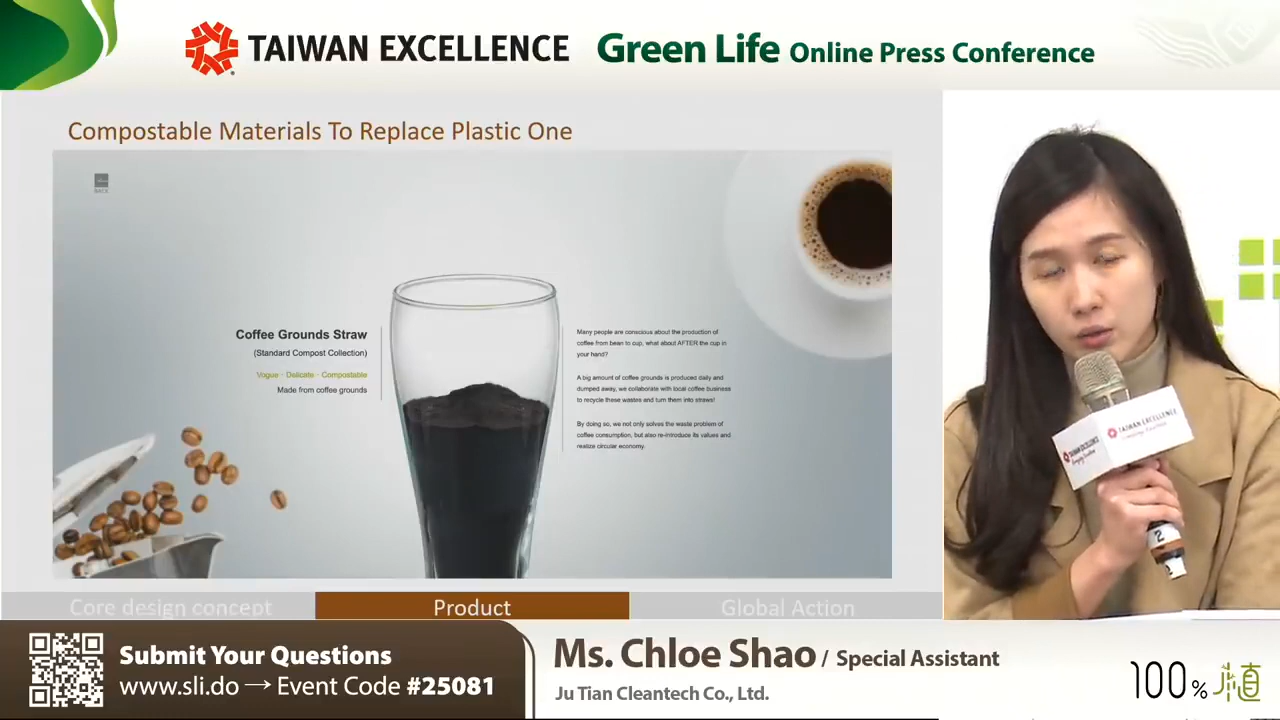 TAIWAN EXCELLENCE
Green Life Online Press Conference
Compostable Materials To Replace Plastic One
Coffee Grounds Straw
(Standard Compost Collection)
Vogue · Delicate · Compostable
Made from coffee grounds
Many people are conscious about the production of
coffee from bean to cup, what about AFTER the cup in
your hand?
A big amount of coffee grounds is produced daily and
dumped away, we collaborate with local coffee business
to recycle these wastes and turn them into straws!
By doing so, we not only solves the waste problem of
coffee consumption, but also re-introduce its values and
realize circular economy.
TAIWAN EXCELLENCE
TAIWAN EXCELLENCE
2
Core design concept
Product
Global Action
Submit Your Questions
www.sli.do → Event Code #25081
Ms. Chloe Shao / Special Assistant
Ju Tian Cleantech Co., Ltd.
100% 植